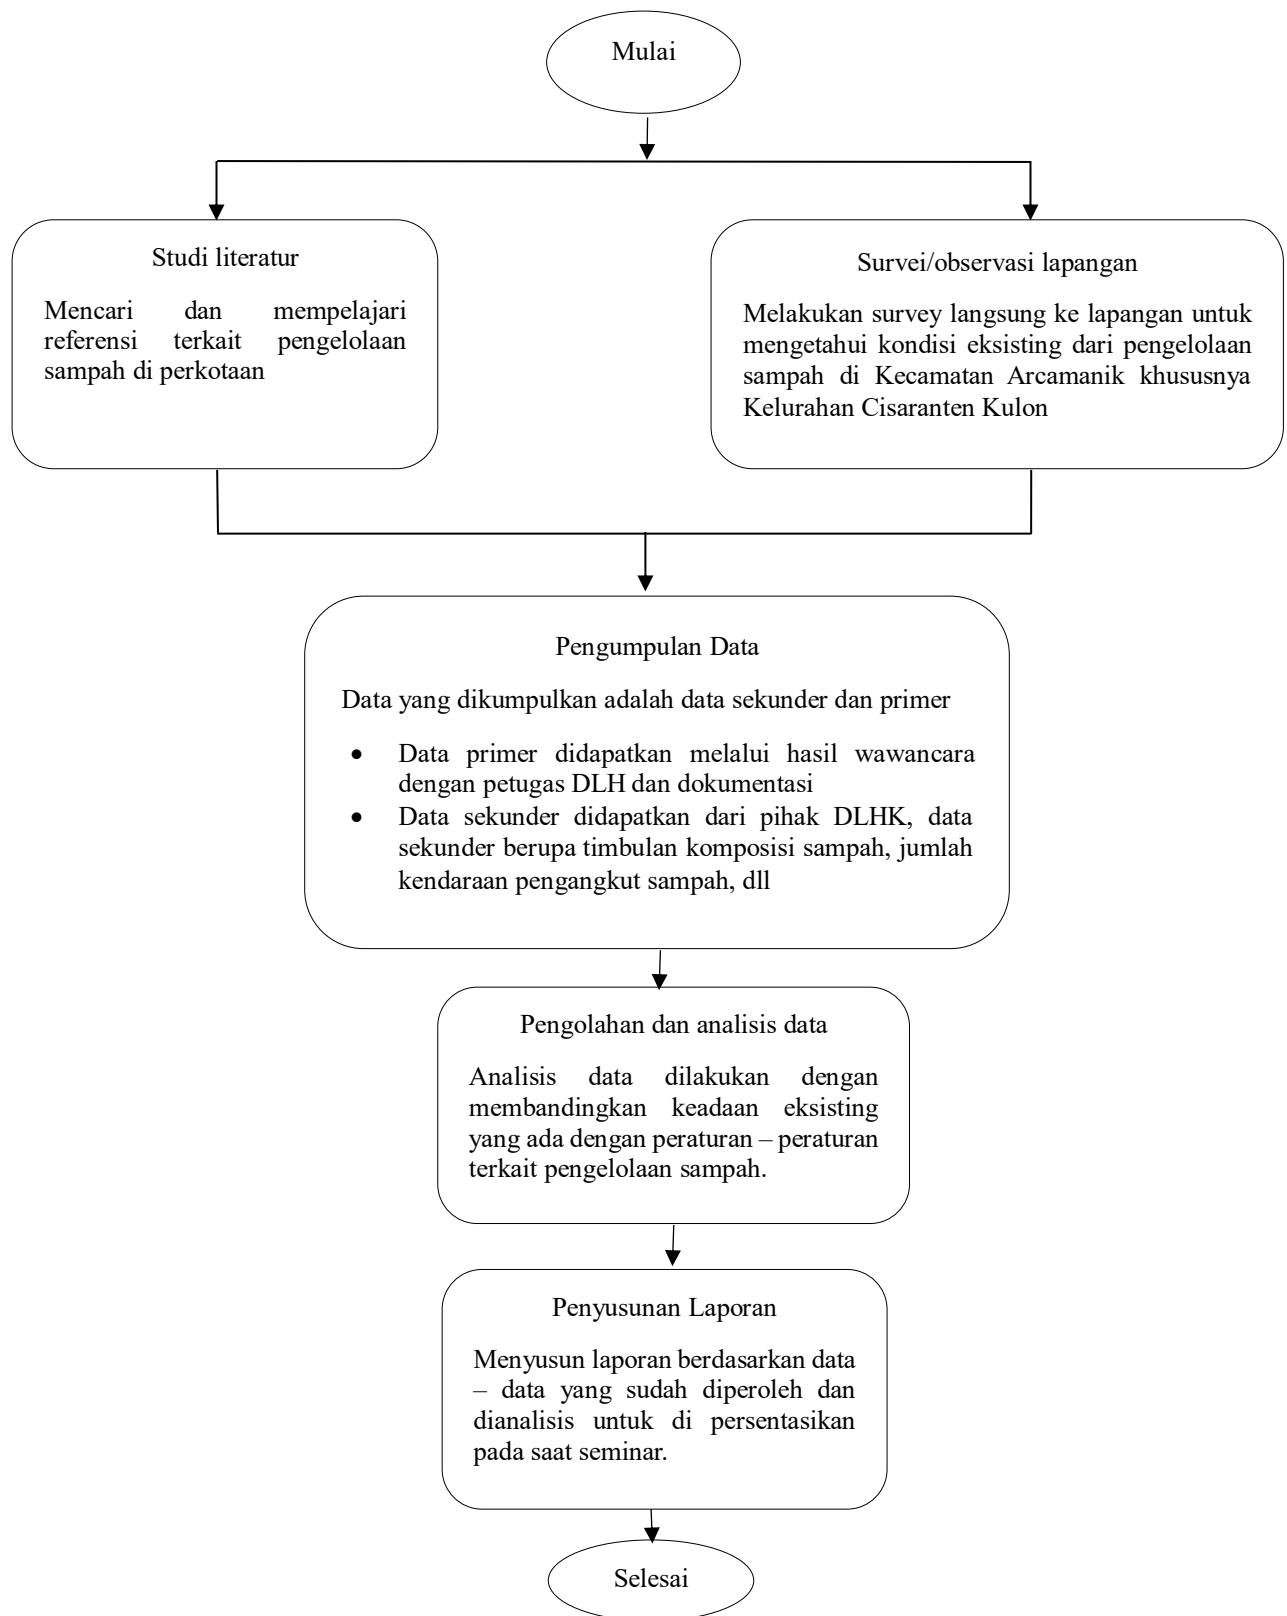 Mulai
Studi literatur
Mencari dan mempelajari
referensi terkait pengelolaan
sampah di perkotaan
Survei/observasi lapangan
Melakukan survey langsung ke lapangan untuk
mengetahui kondisi eksisting dari pengelolaan
sampah di Kecamatan Arcamanik khususnya
Kelurahan Cisaranten Kulon
Pengumpulan Data
Data yang dikumpulkan adalah data sekunder dan primer
• Data primer didapatkan melalui hasil wawancara
dengan petugas DLH dan dokumentasi
• Data sekunder didapatkan dari pihak DLHK, data
sekunder berupa timbulan komposisi sampah, jumlah
kendaraan pengangkut sampah, dll
Pengolahan dan analisis data
Analisis data dilakukan dengan
membandingkan keadaan eksisting
yang ada dengan peraturan – peraturan
terkait pengelolaan sampah.
Penyusunan Laporan
Menyusun laporan berdasarkan data
– data yang sudah diperoleh dan
dianalisis untuk di persentasikan
pada saat seminar.
Selesai